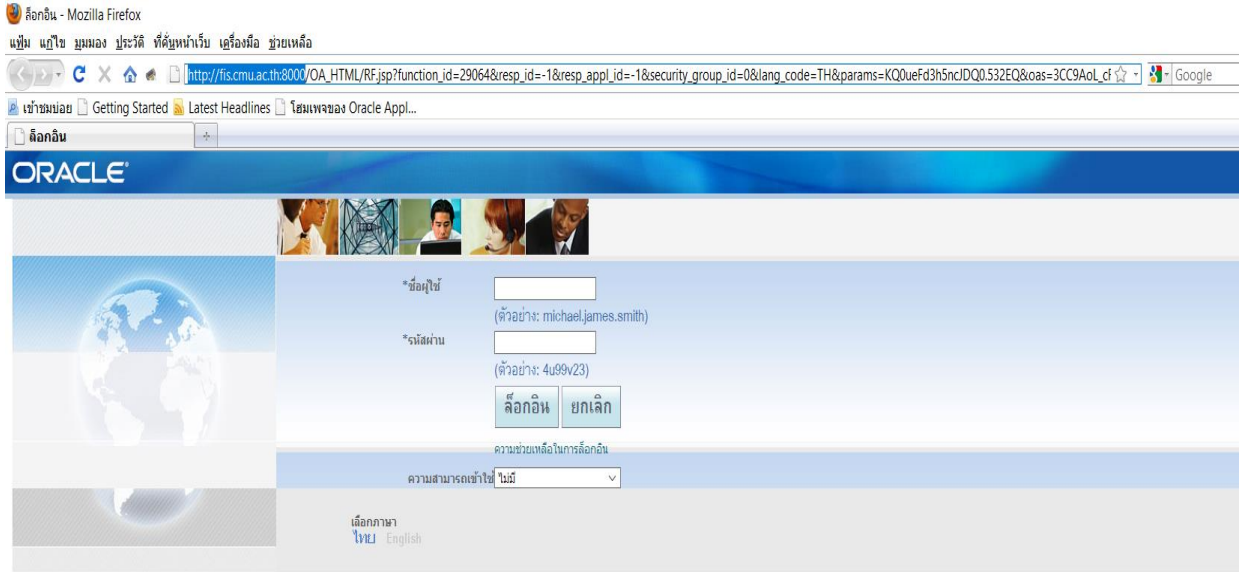 ล็อกอิน - Mozilla Firefox
แฟ้ม แก้ไข มุมมอง ประวัติ ที่คั่นหน้าเว็บ เครื่องมือ ช่วยเหลือ
http://fis.cmu.ac.th:8000/OA_HTML/RF.jsp?function_id=29064&resp_id=-1&resp_appl_id=-1&security_group_id=0&lang_code=TH&params=KQ0ueFd3h5ncJDQ0.532EQ&oas=3CC9AoL_cf Google
เข้าชมบ่อย Getting Started Latest Headlines โฮมเพจของ Oracle Appl...
ล็อกอิน
ORACLE
*ชื่อผู้ใช้
(ตัวอย่าง: michael.james.smith)
*รหัสผ่าน
(ตัวอย่าง: 4u99v23)
ล็อกอิน ยกเลิก
ความช่วยเหลือในการล็อกอิน
ความสามารถเข้าใช้ ไม่มี
เลือกภาษา
ไทย English